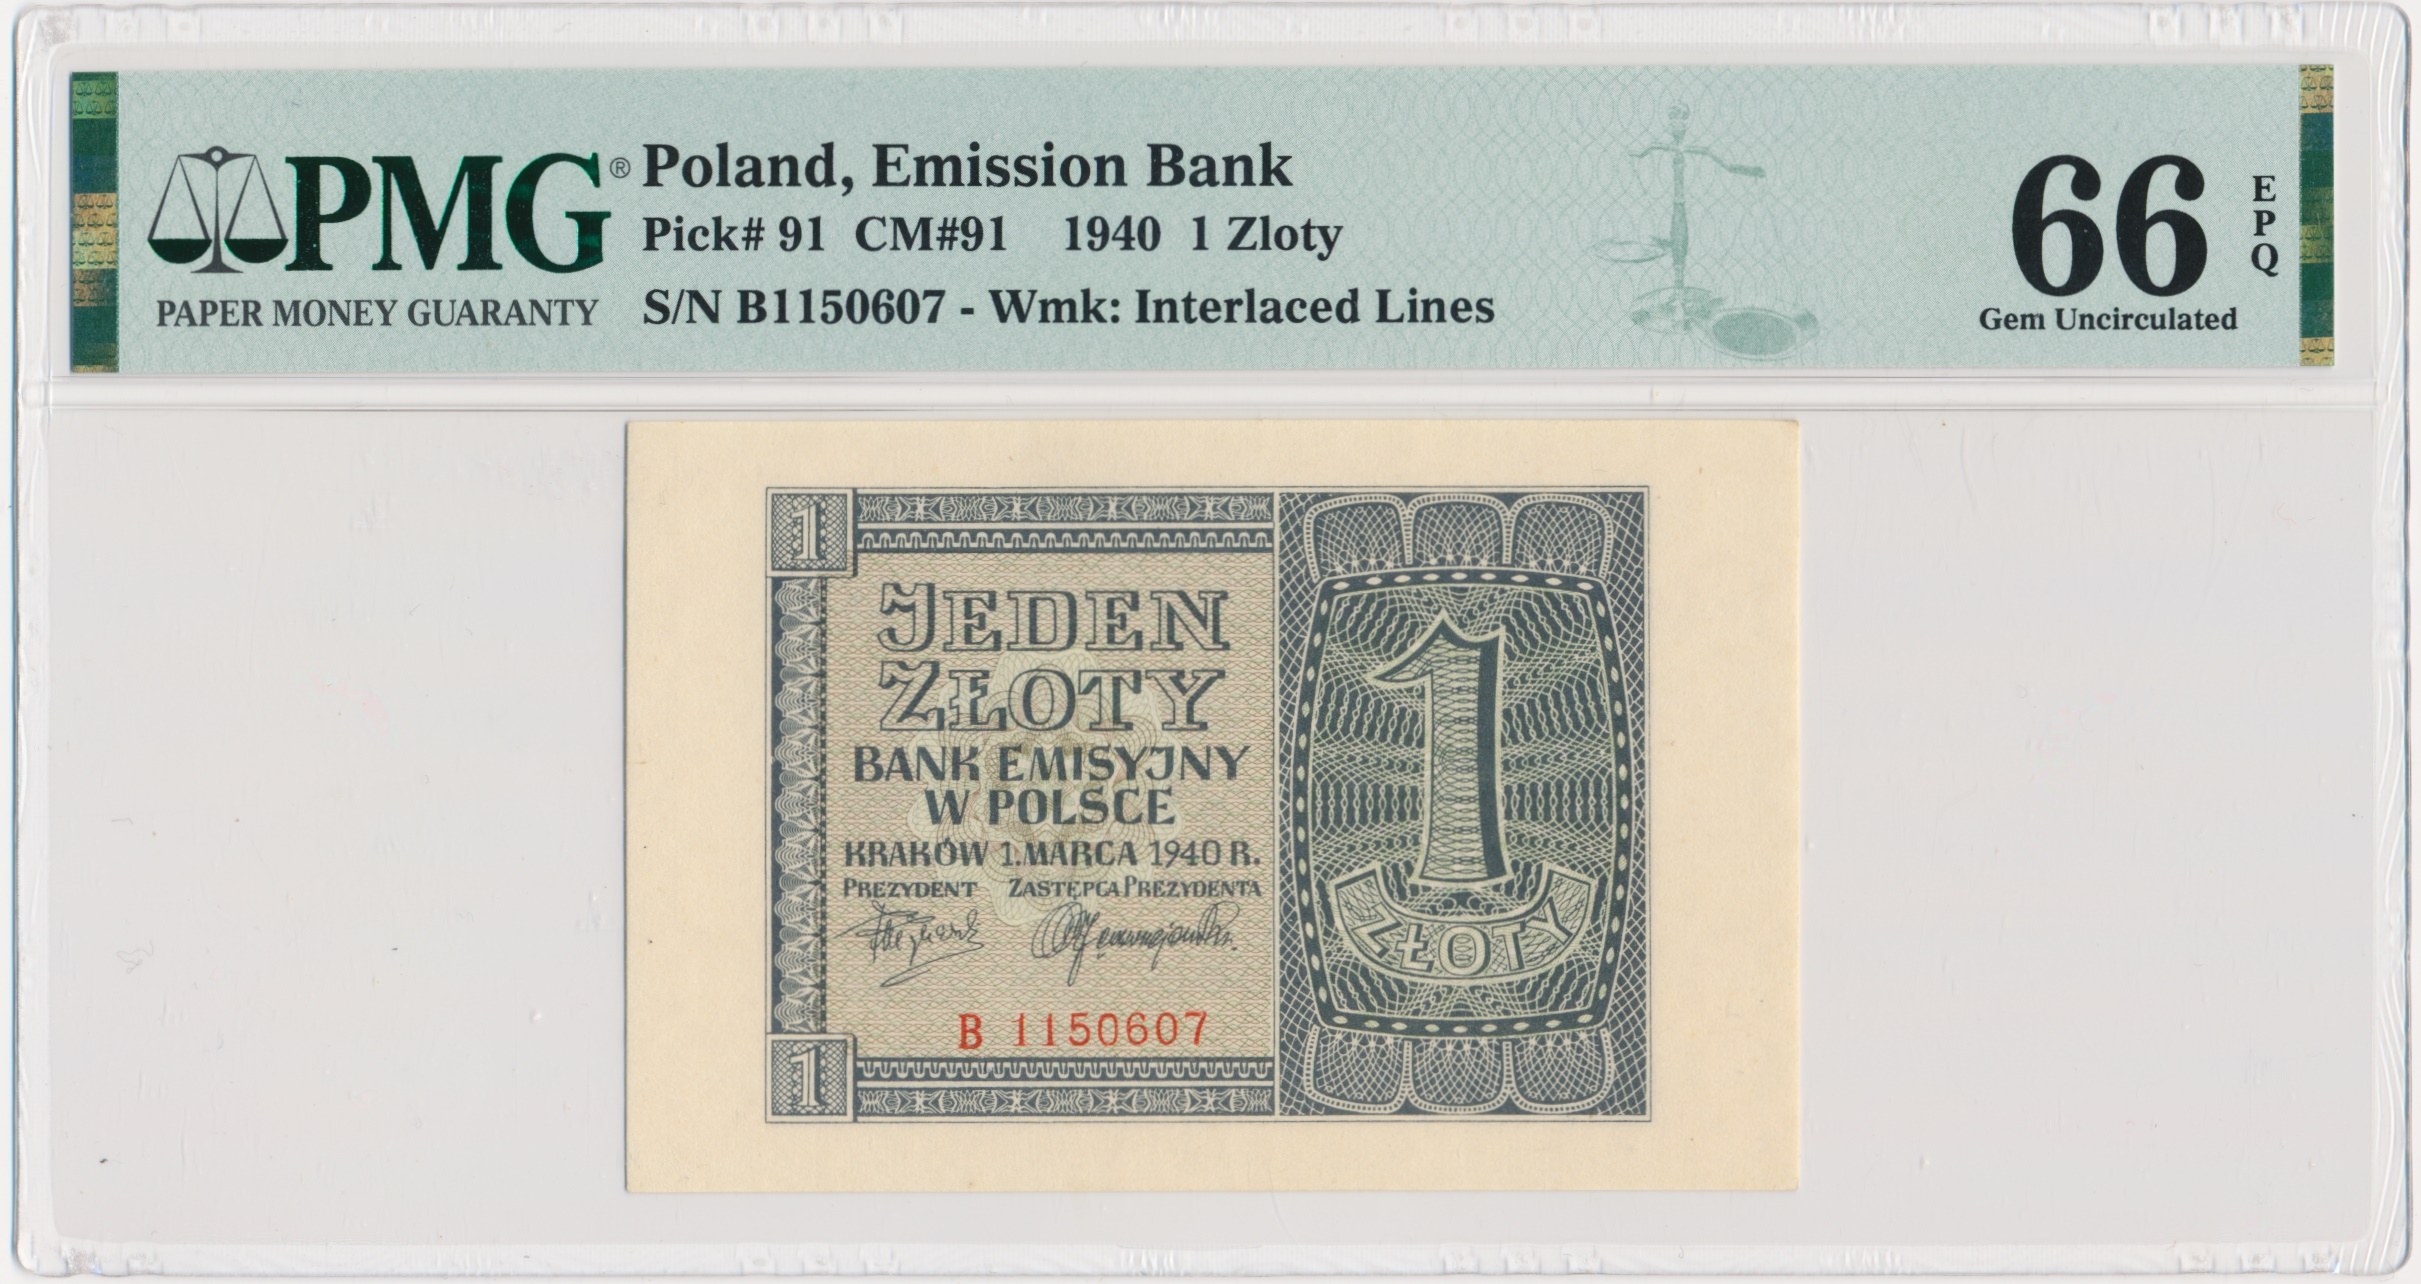 PMG®
PAPER MONEY GUARANTY
Poland, Emission Bank
Pick# 91 CM#91 1940 1 Zloty
S/N B1150607 - Wmk: Interlaced Lines
66
EPQ
Gem Uncirculated
1
JEDEN
ZŁOTY
BANK EMISYJNY
W POLSCE
KRAKÓW 1. MARCA 1940 R.
PREZYDENT ZASTĘPCA PREZYDENTA
B 1150607
1
1
ZŁOTY